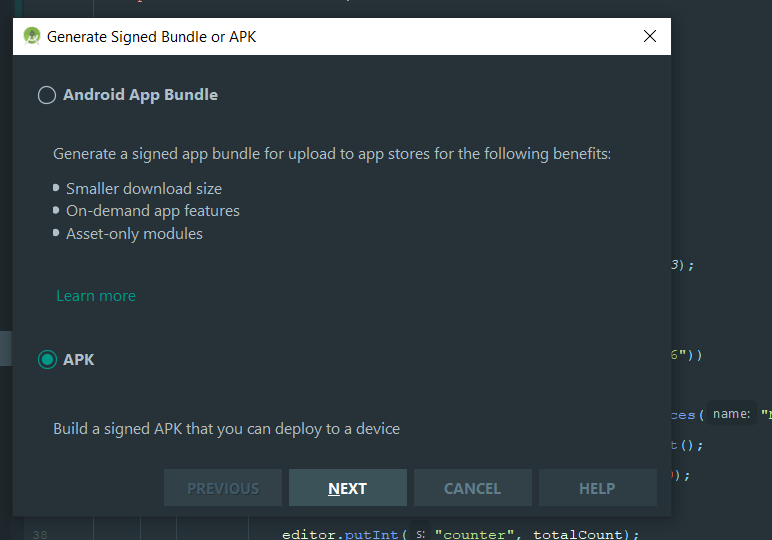 Generate Signed Bundle or APK
Android App Bundle
Generate a signed app bundle for upload to app stores for the following benefits:
Smaller download size
On-demand app features
Asset-only modules
3);
Learn more
6"))
APK
ces( name: "
Build a signed APK that you can deploy to a device
t();
);
PREVIOUS
NEXT
CANCEL
HELP
38 editor.putInt( s: "counter", totalCount);